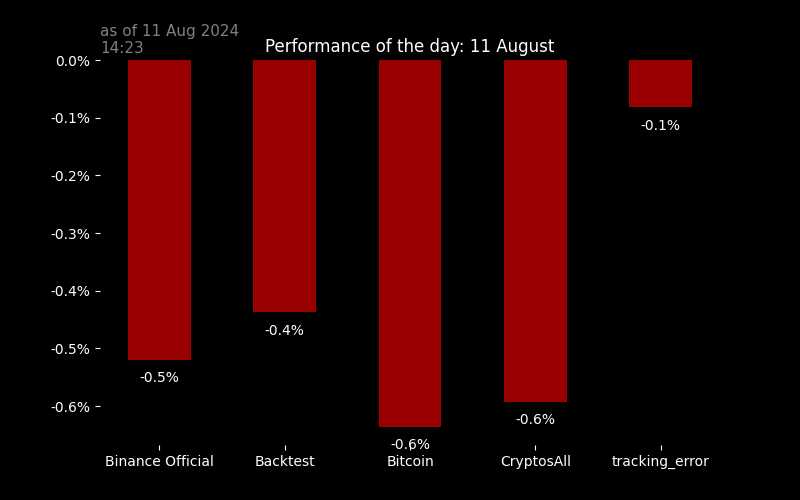 as of 11 Aug 2024
14:23
Performance of the day: 11 August
0.0%
-0.1%
-0.2%
-0.3%
-0.4%
-0.5%
-0.6%
-0.5%
-0.4%
-0.6%
-0.6%
-0.1%
Binance Official
Backtest
Bitcoin
CryptosAll
tracking_error